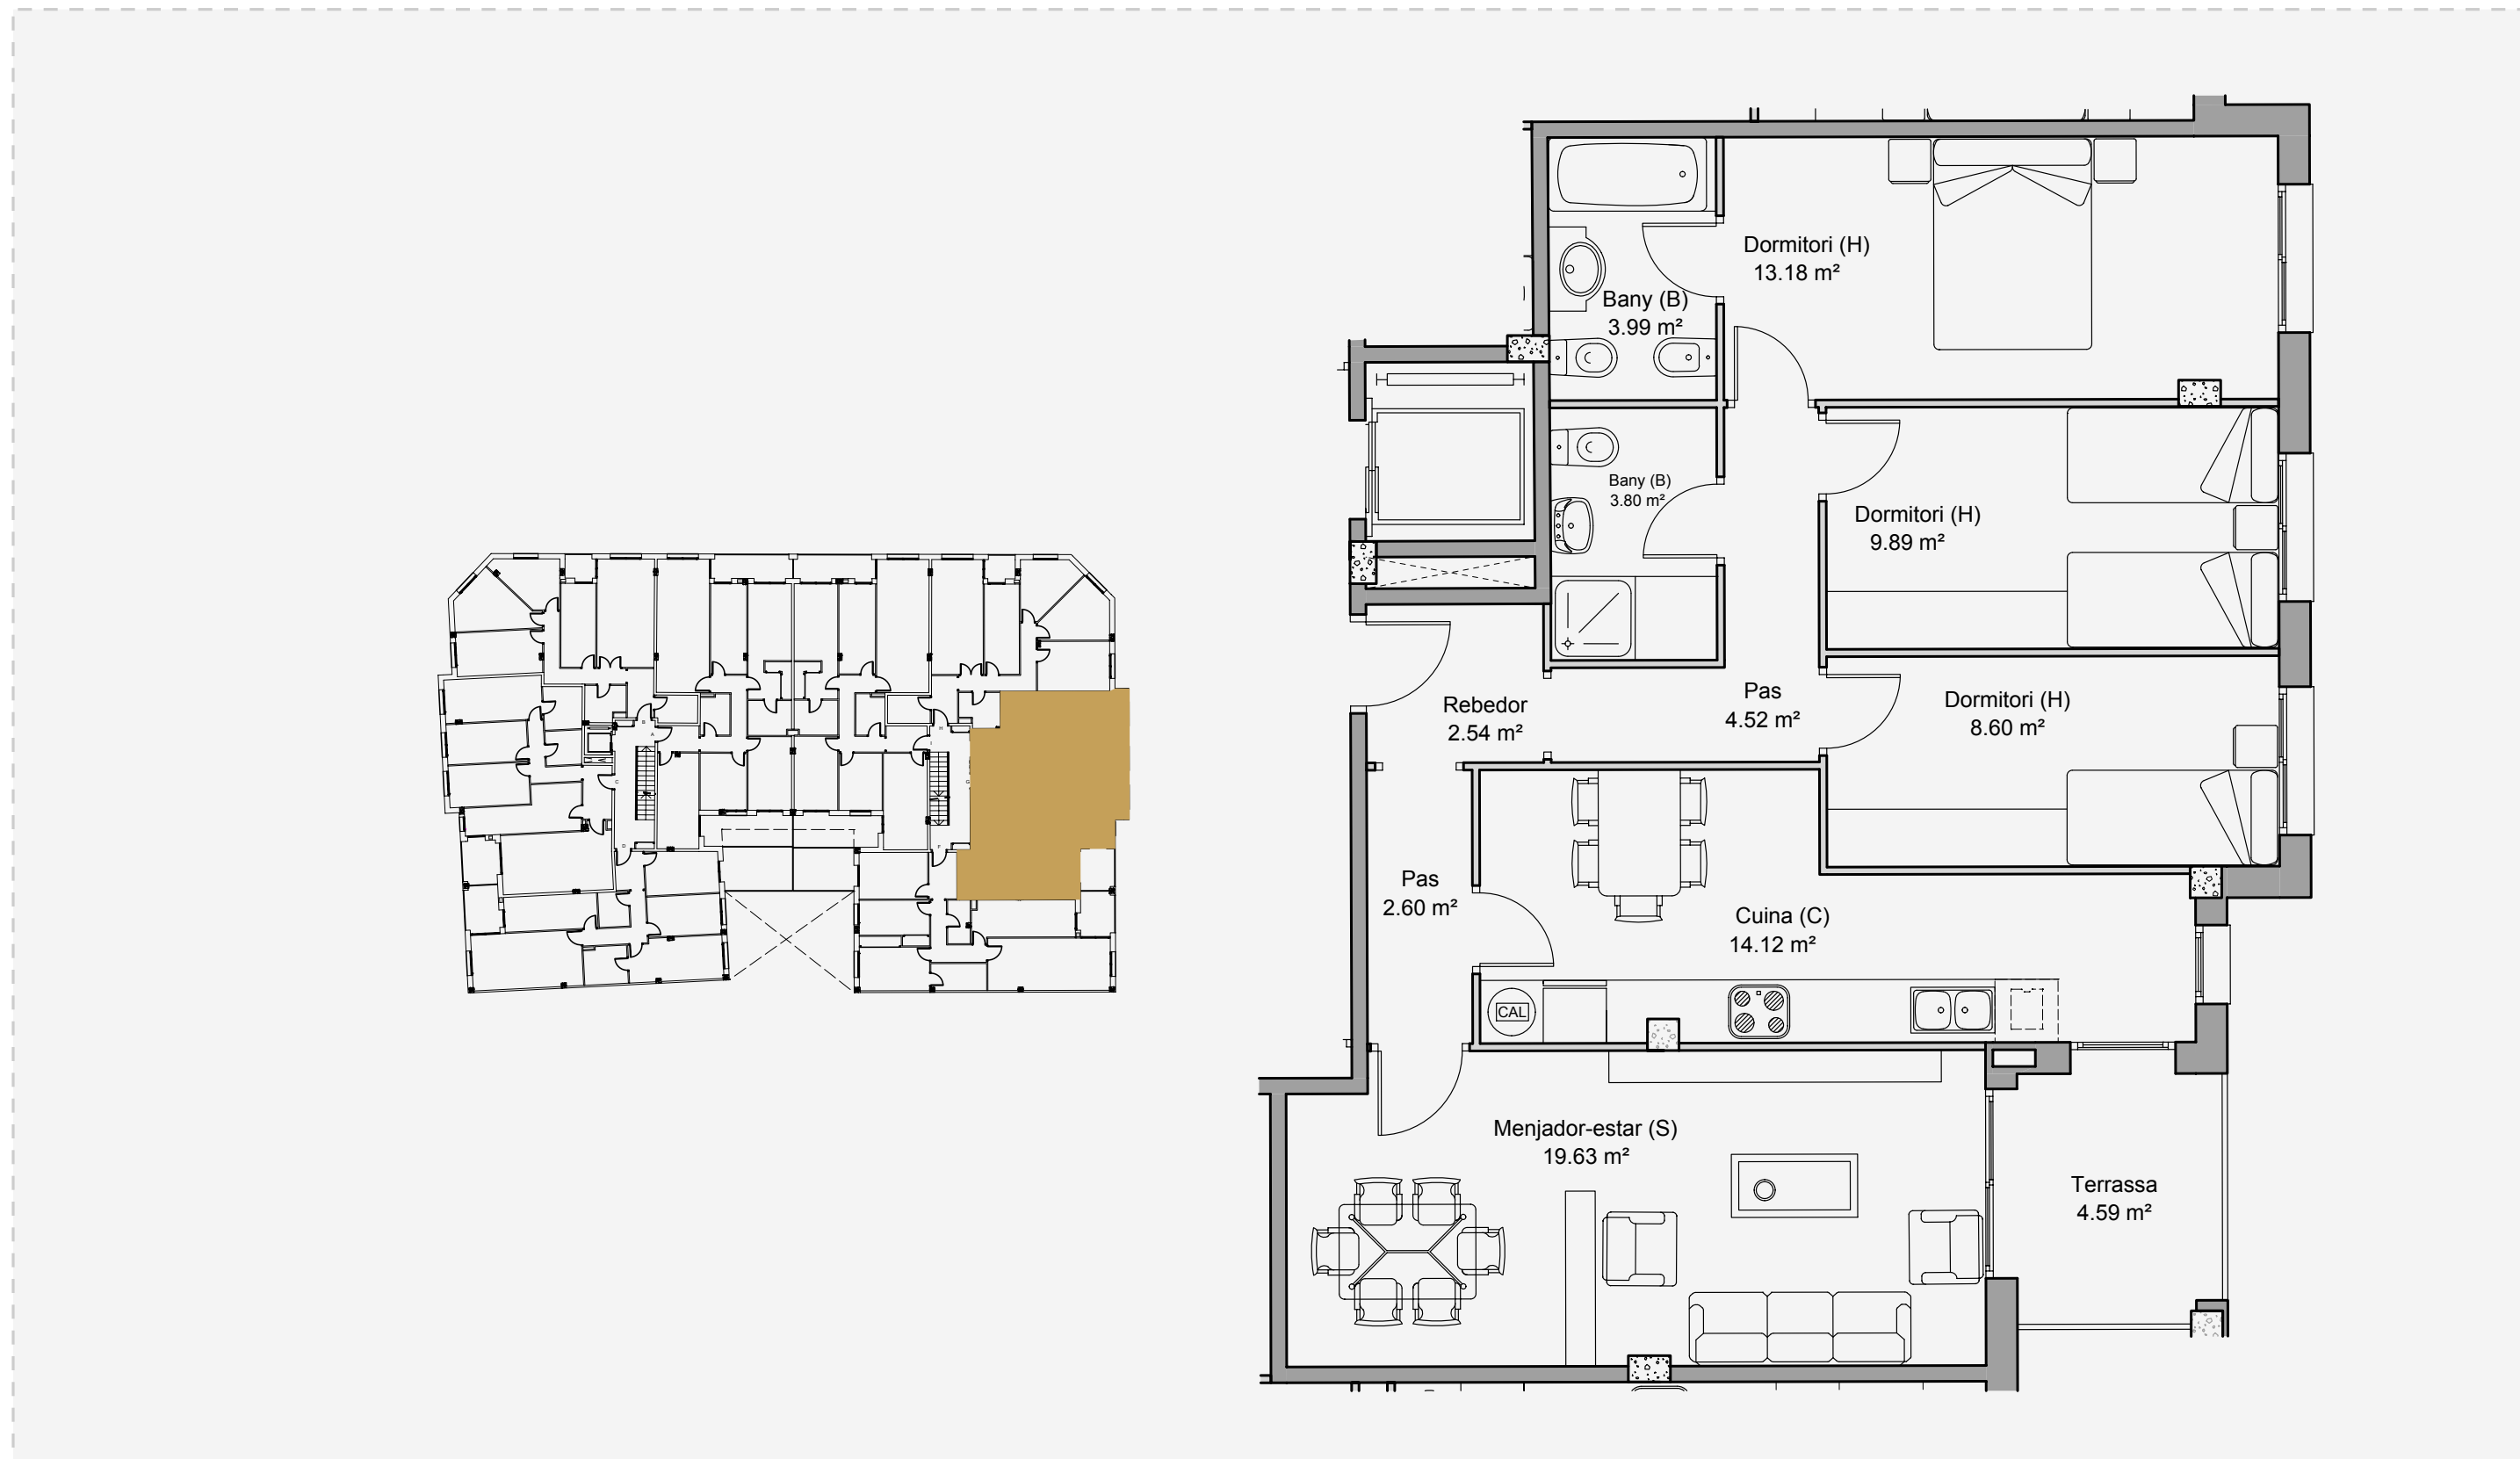 Dormitori (H)
13.18 m²
Bany (B)
3.99 m²
Bany (B)
3.80 m²
Dormitori (H)
9.89 m²
Rebedor
2.54 m²
Pas
4.52 m²
Dormitori (H)
8.60 m²
Pas
2.60 m²
Cuina (C)
14.12 m²
CAL
Menjador-estar (S)
19.63 m²
Terrassa
4.59 m²